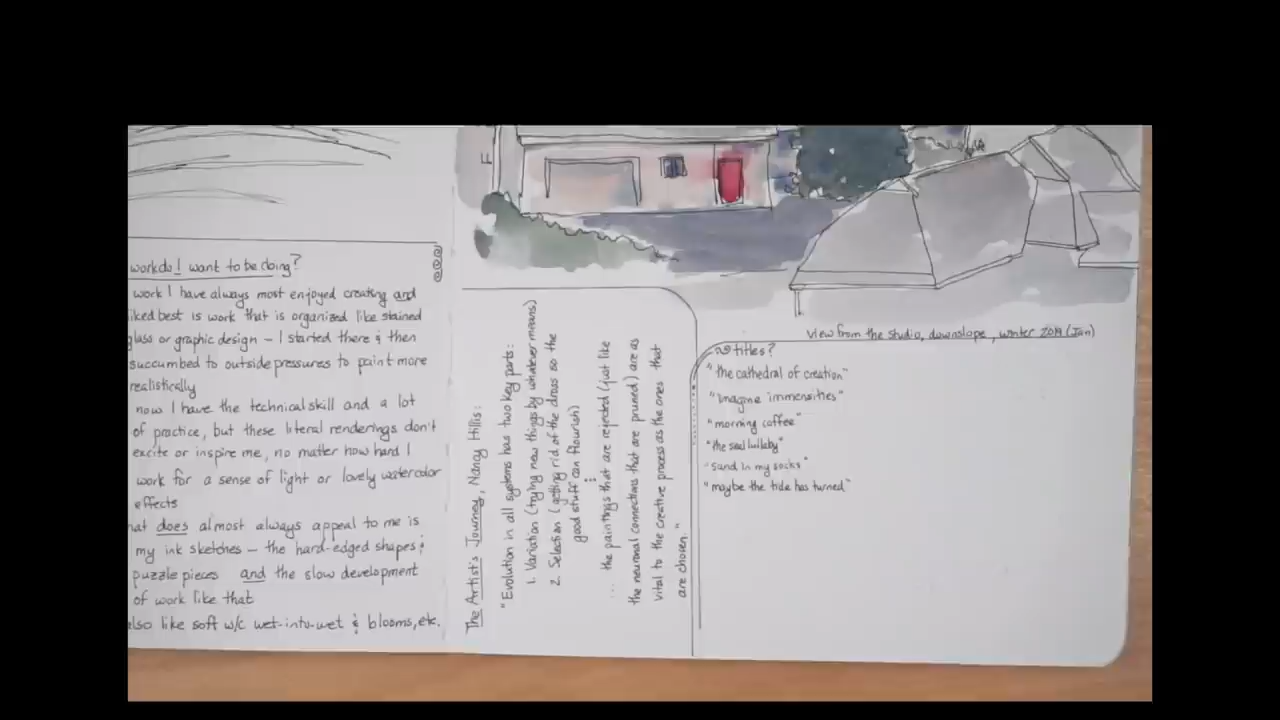 work do I want to be doing?
work I have always most enjoyed creating and
liked best is work that is organized like stained
glass or graphic design – I started there & then
succumbed to outside pressures to paint more
realistically
now I have the technical skill and a lot
of practice, but these literal renderings don't
excite or inspire me, no matter how hard I
work for a sense of light or lovely watercolor
effects
hat does almost always appeal to me is
my ink sketches – the hard-edged shapes &
puzzle pieces and the slow development
of work like that
also like soft w/c wet-into-wet & blooms, etc.
The Artist's Journey, Nancy Hillis:
"Evolution in all systems has two key parts:
1. Variation (trying new things by whatever means)
2. Selection (getting rid of the dross so the
good stuff can flourish)
⋮
... the paintings that are rejected (just like
the neuronal connections that are pruned) are as
vital to the creative process as the ones that
are chosen."
view from the studio, downslope, winter 2019 (Jan)
titles?
"the cathedral of creation"
"imagine immensities"
"morning coffee"
"the seal lullaby"
"sand in my socks"
"maybe the tide has turned"